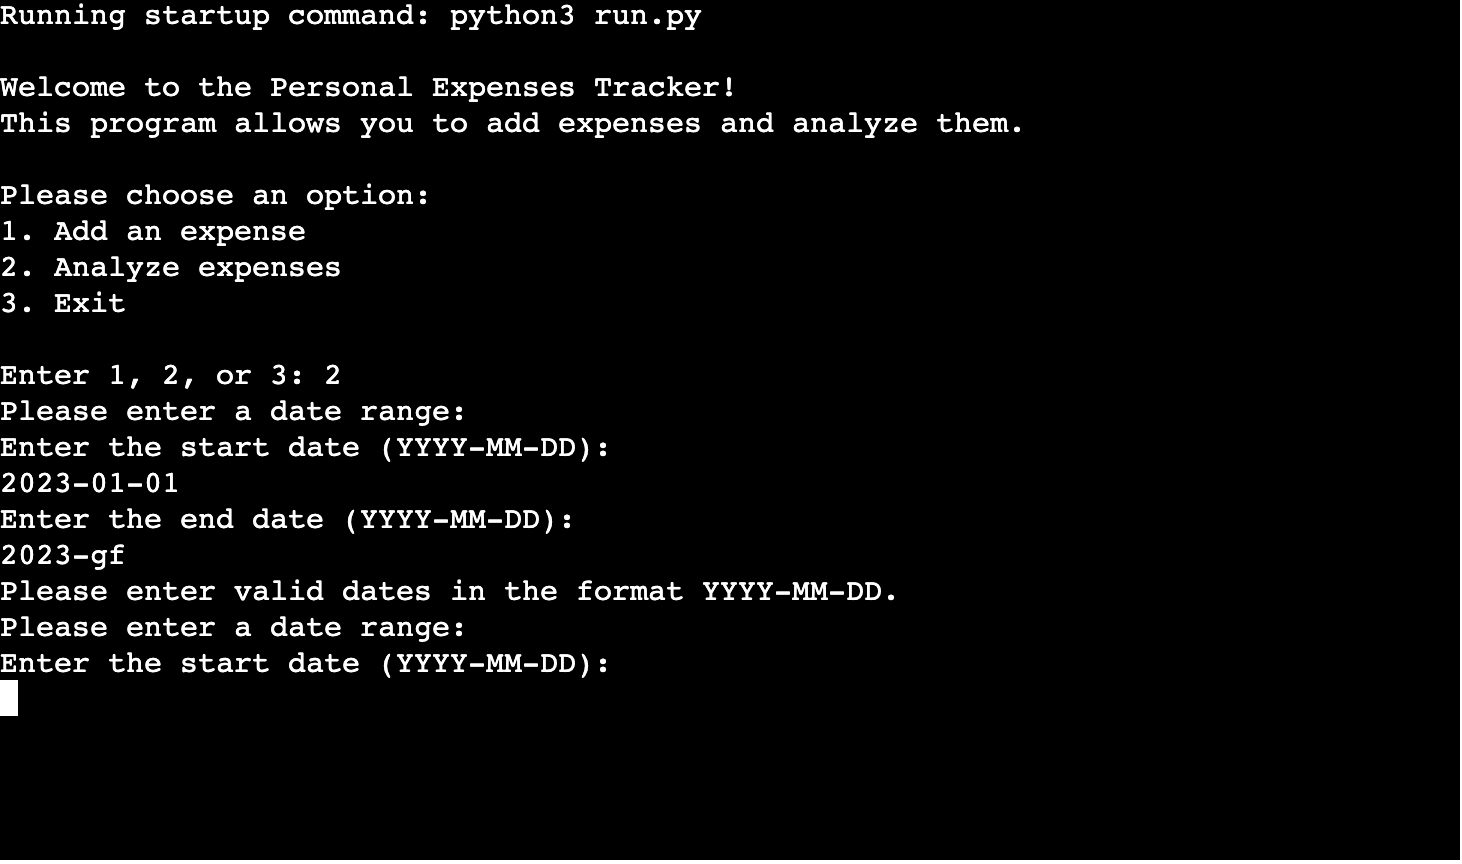 Running startup command: python3 run.py
Welcome to the Personal Expenses Tracker!
This program allows you to add expenses and analyze them.
Please choose an option:
1. Add an expense
2. Analyze expenses
3. Exit
Enter 1, 2, or 3: 2
Please enter a date range:
Enter the start date (YYYY-MM-DD):
2023-01-01
Enter the end date (YYYY-MM-DD):
2023-gf
Please enter valid dates in the format YYYY-MM-DD.
Please enter a date range:
Enter the start date (YYYY-MM-DD):